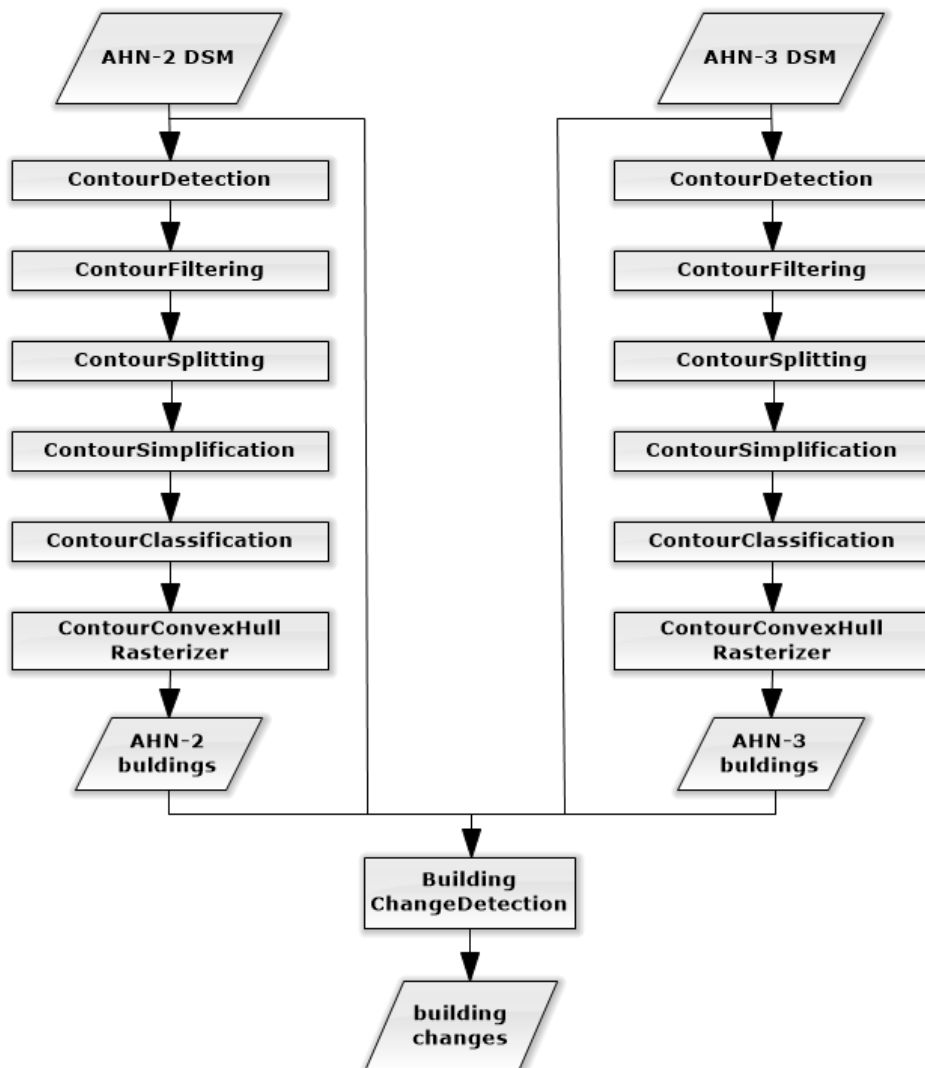 AHN-2 DSM
ContourDetection
ContourFiltering
ContourSplitting
ContourSimplification
ContourClassification
ContourConvexHull
Rasterizer
AHN-2
buldings
AHN-3 DSM
ContourDetection
ContourFiltering
ContourSplitting
ContourSimplification
ContourClassification
ContourConvexHull
Rasterizer
AHN-3
buldings
Building
ChangeDetection
building
changes